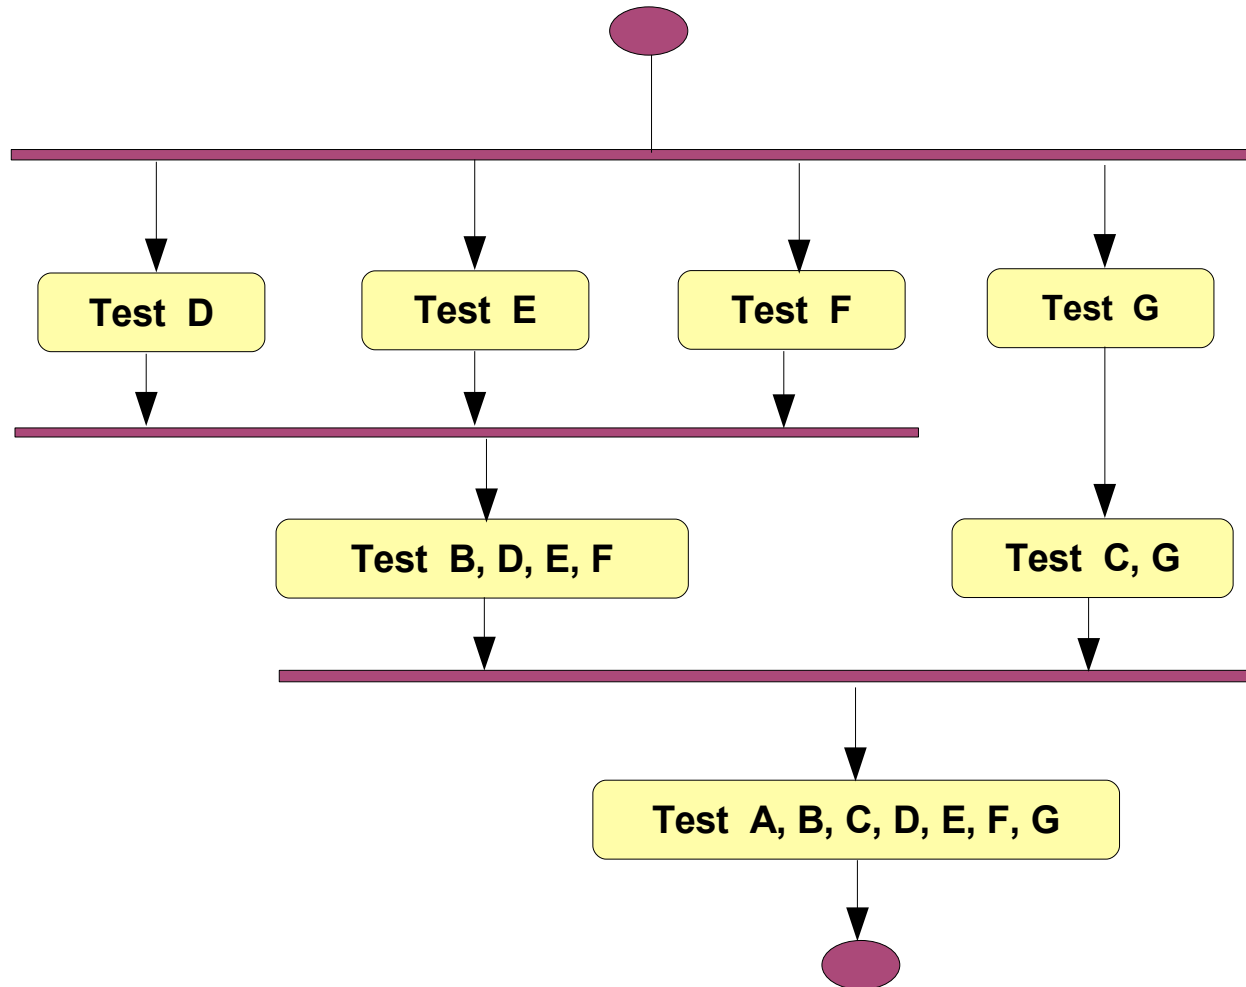 Test D
Test E
Test F
Test G
Test B, D, E, F
Test C, G
Test A, B, C, D, E, F, G